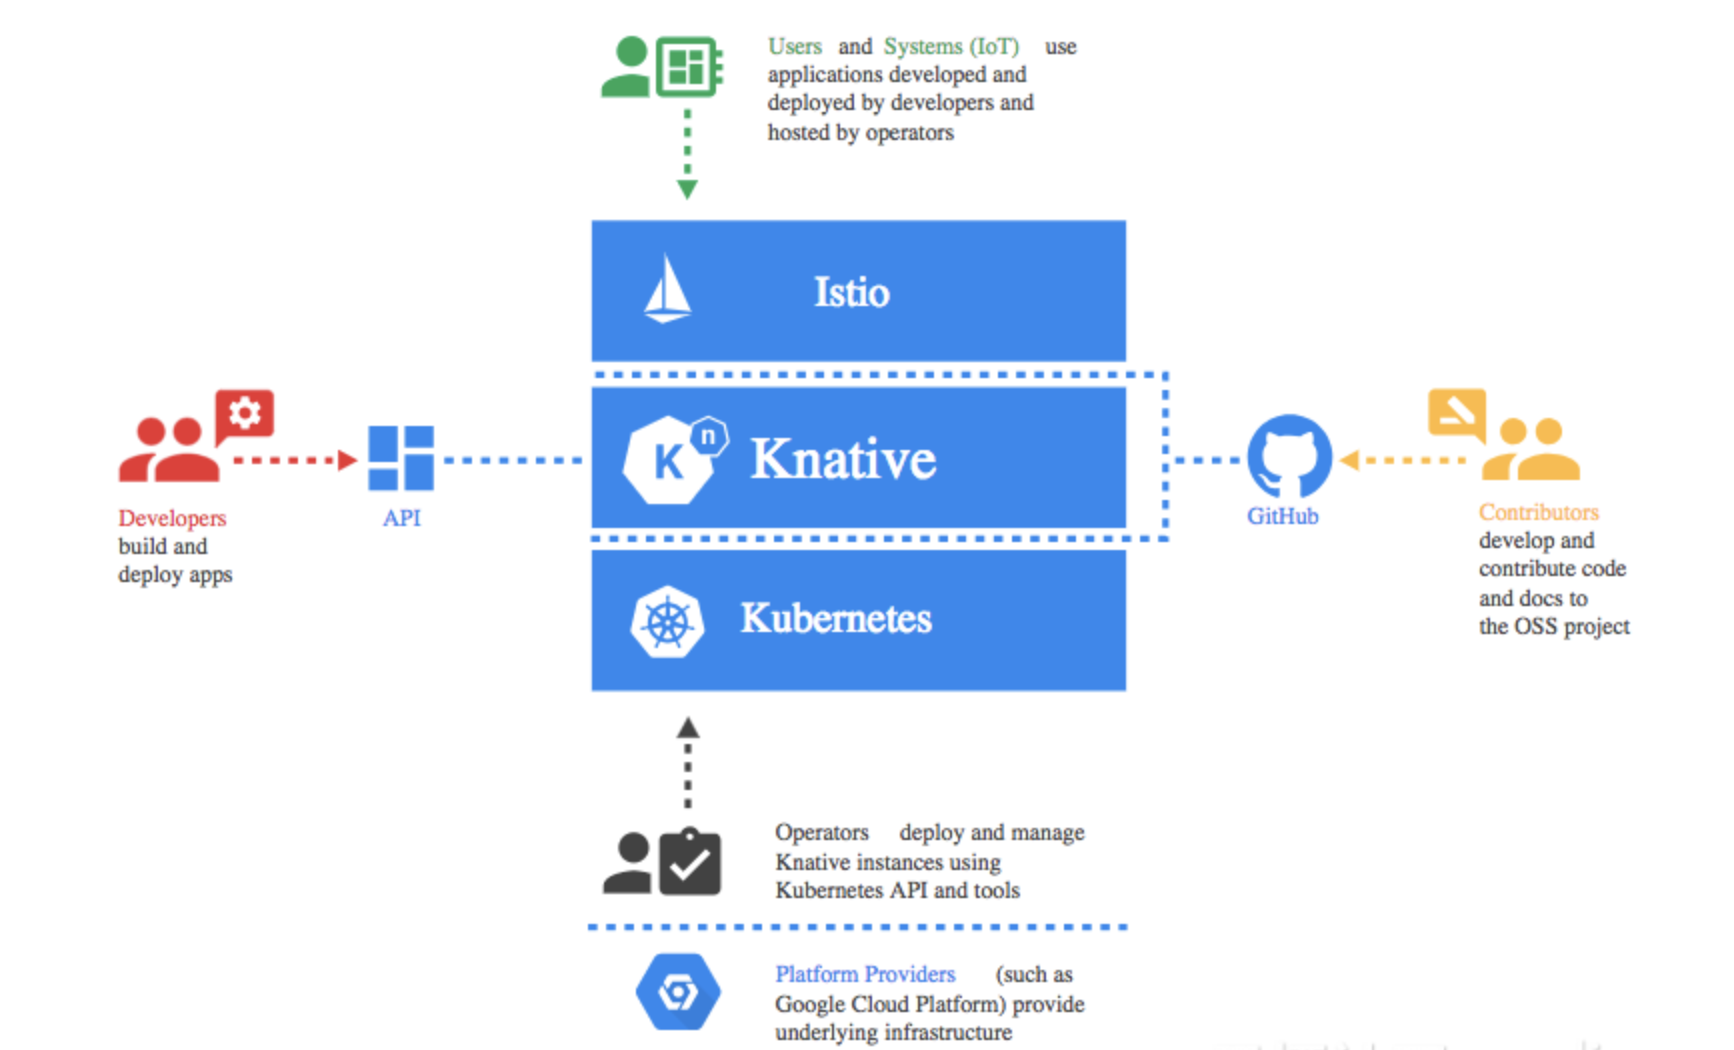 Users and Systems (IoT) use
applications developed and
deployed by developers and
hosted by operators
Istio
K n Knative
Developers
build and
deploy apps
API
GitHub
Contributors
develop and
contribute code
and docs to
the OSS project
Kubernetes
Operators deploy and manage
Knative instances using
Kubernetes API and tools
Platform Providers (such as
Google Cloud Platform) provide
underlying infrastructure